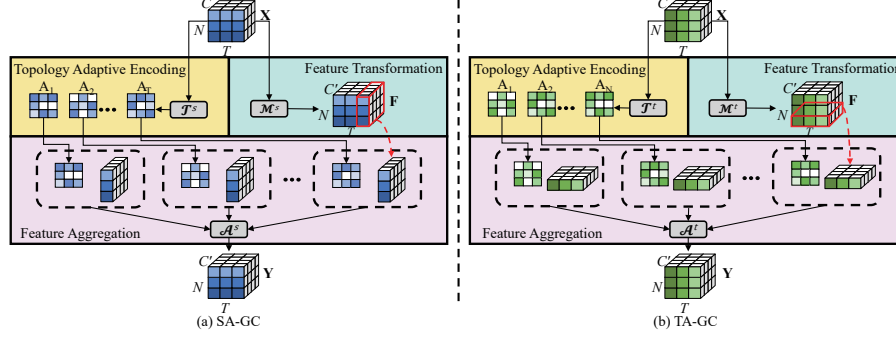 C X
N
T
Topology Adaptive Encoding
Feature Transformation
A1 A2 ••• AT
𝒯s
ℳs
C′
N
T
F
•••
𝒜s
Feature Aggregation
C′ Y
N
T
(a) SA-GC
C X
N
T
Topology Adaptive Encoding
Feature Transformation
A1 A2 ••• AN
𝒯t
ℳt
C′
N
T
F
•••
𝒜t
Feature Aggregation
C′ Y
N
T
(b) TA-GC